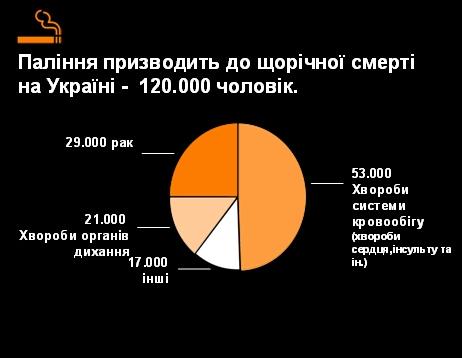 Паління призводить до щорічної смерті
на Україні - 120.000 чоловік.
29.000 рак
53.000
Хвороби
системи
кровообігу
(хвороби
сердця,інсульту та
ін.)
21.000
Хвороби органів
дихання
17.000
інші